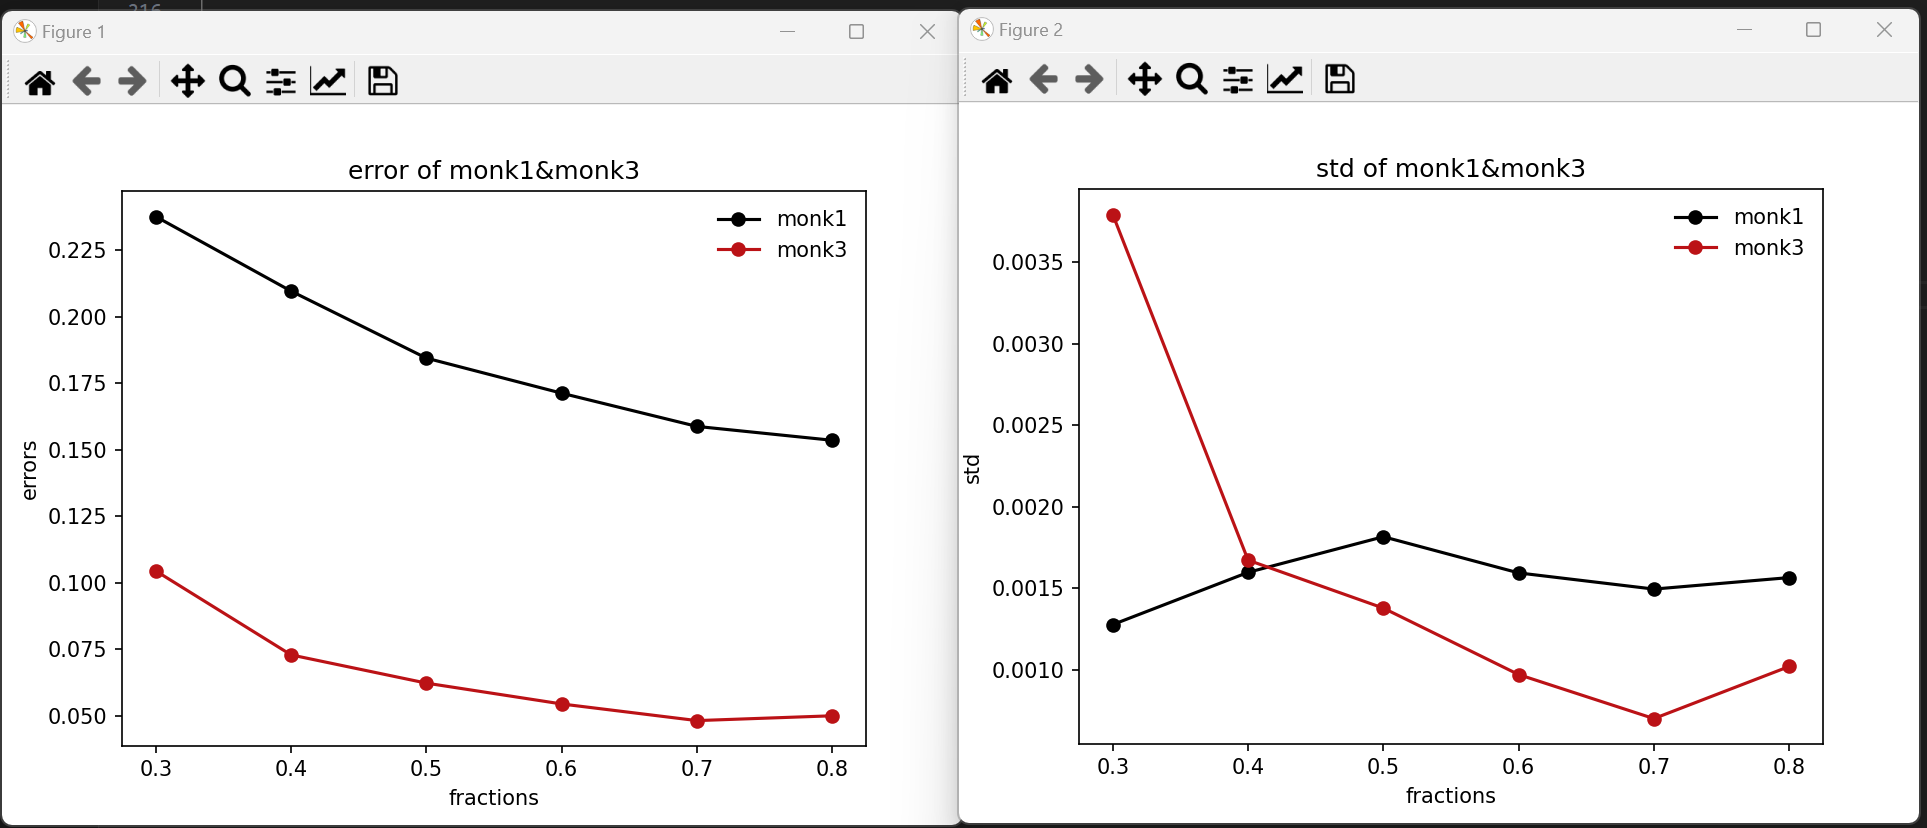 216
Figure 1
error of monk1&monk3
monk1
monk3
0.225
0.200
0.175
0.150
0.125
0.100
0.075
0.050
errors
0.3 0.4 0.5 0.6 0.7 0.8
fractions
Figure 2
std of monk1&monk3
monk1
monk3
0.0035
0.0030
0.0025
0.0020
0.0015
0.0010
std
0.3 0.4 0.5 0.6 0.7 0.8
fractions